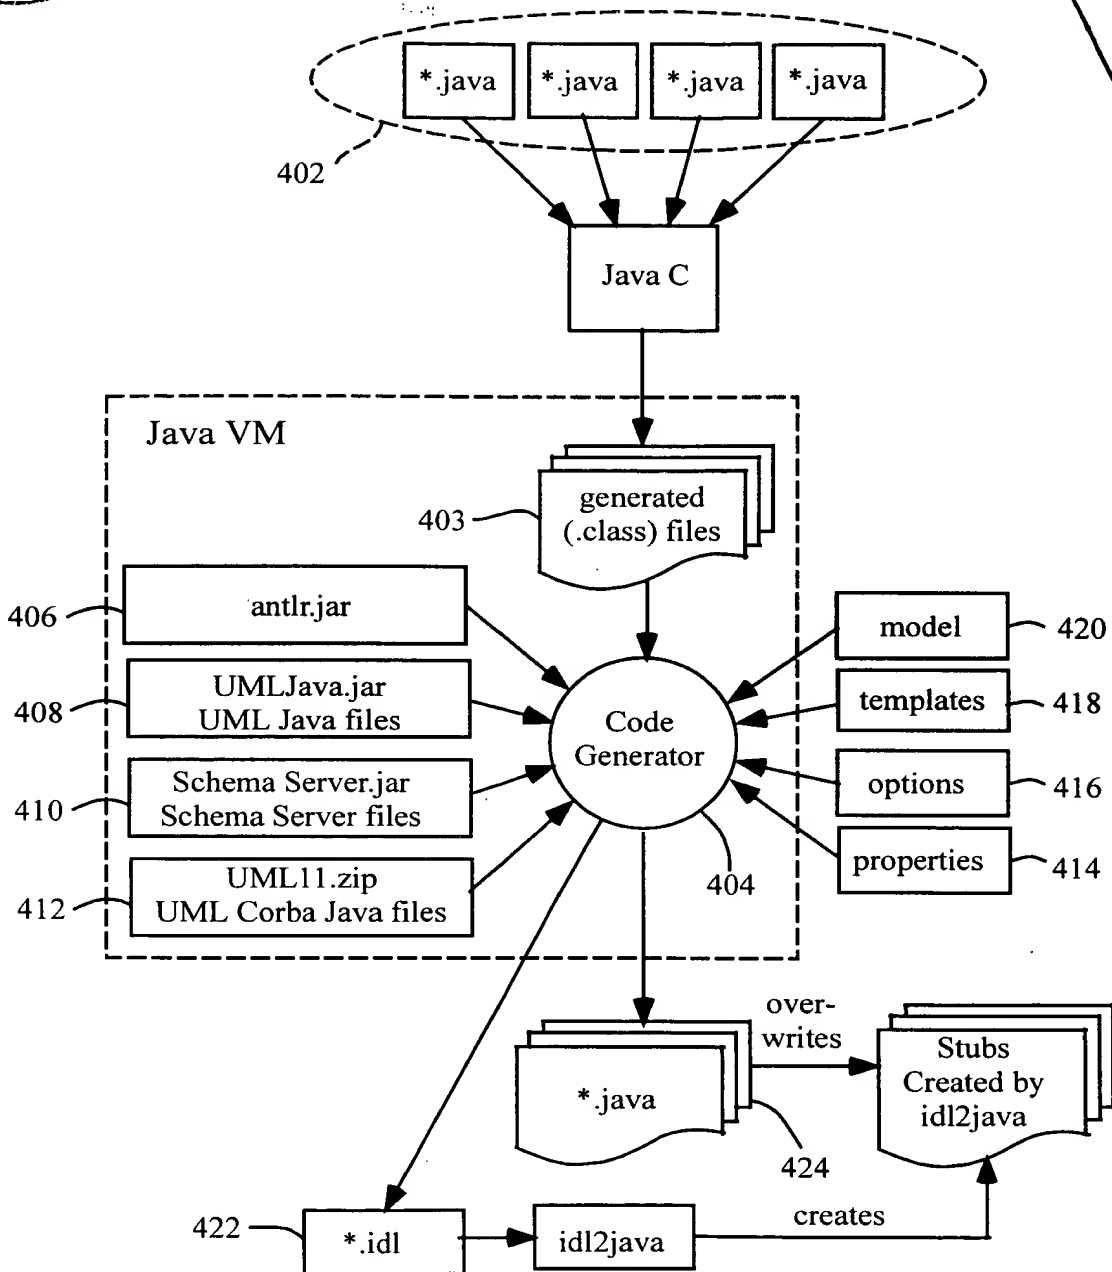 *.java
*.java
*.java
*.java
402
Java C
Java VM
generated
(.class) files
403
406
antlr.jar
model
420
408
UMLJava.jar
UML Java files
Code
Generator
templates
418
410
Schema Server.jar
Schema Server files
options
416
412
UML11.zip
UML Corba Java files
404
properties
414
over-
writes
Stubs
Created by
idl2java
*.java
424
422
*.idl
idl2java
creates